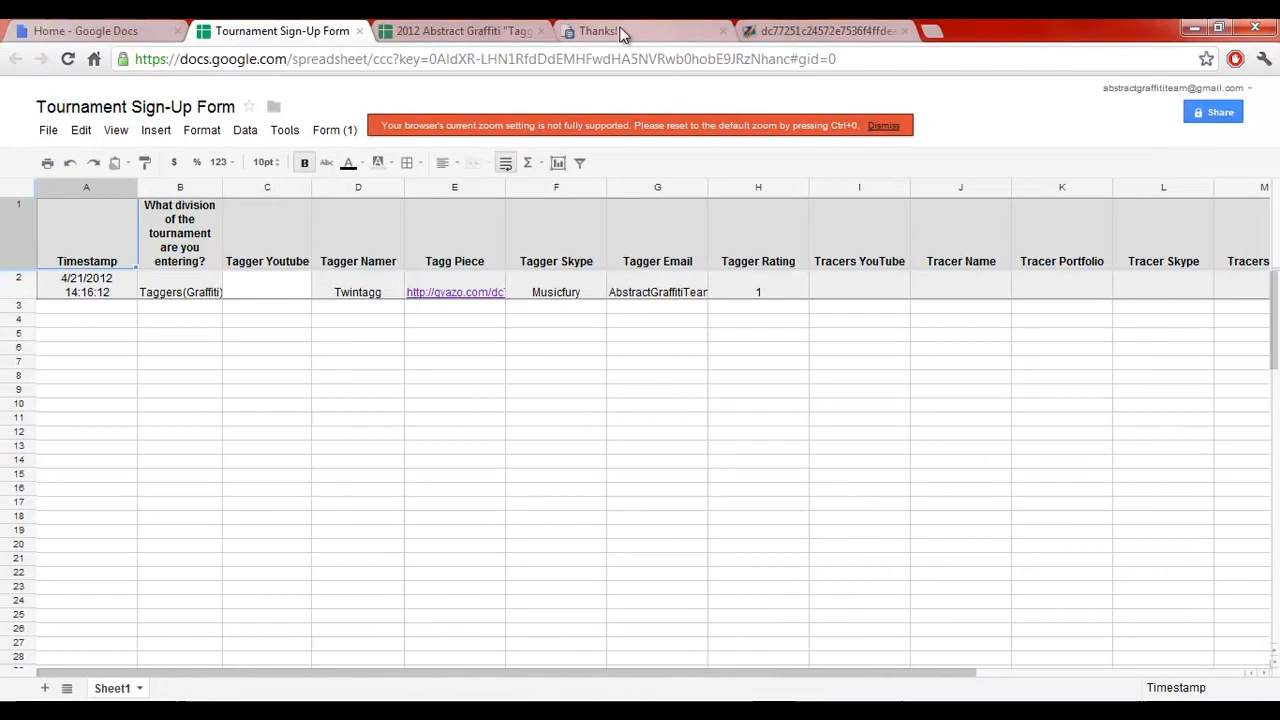 Home - Google Docs
Tournament Sign-Up Form
2012 Abstract Graffiti "Tagg
Thanks!
dc77251c24572e7536f4ffdea
https://docs.google.com/spreadsheet/ccc?key=
#gid=0
abstractgraffititeam@gmail.com
Tournament Sign-Up Form
Share
File Edit View Insert Format Data Tools Form (1)
Your browser's current zoom setting is not fully supported. Please reset to the default zoom by pressing Ctrl+0. Dismiss
$ % 123 10pt B Abc A A Σ
A B C D E F G H I J K L M
1
Timestamp
What division
of the
tournament
are you
entering?
Tagger Youtube
Tagger Namer
Tagg Piece
Tagger Skype
Tagger Email
Tagger Rating
Tracers YouTube
Tracer Name
Tracer Portfolio
Tracer Skype
Tracers
2
4/21/2012
14:16:12
Taggers(Graffiti)
Twintagg
http://gyazo.com/dc7
Musicfury
AbstractGraffitiTeam
1
3
4
5
6
7
8
9
10
11
12
13
14
15
16
17
18
19
20
21
22
23
24
25
26
27
28
+ Sheet1
Timestamp